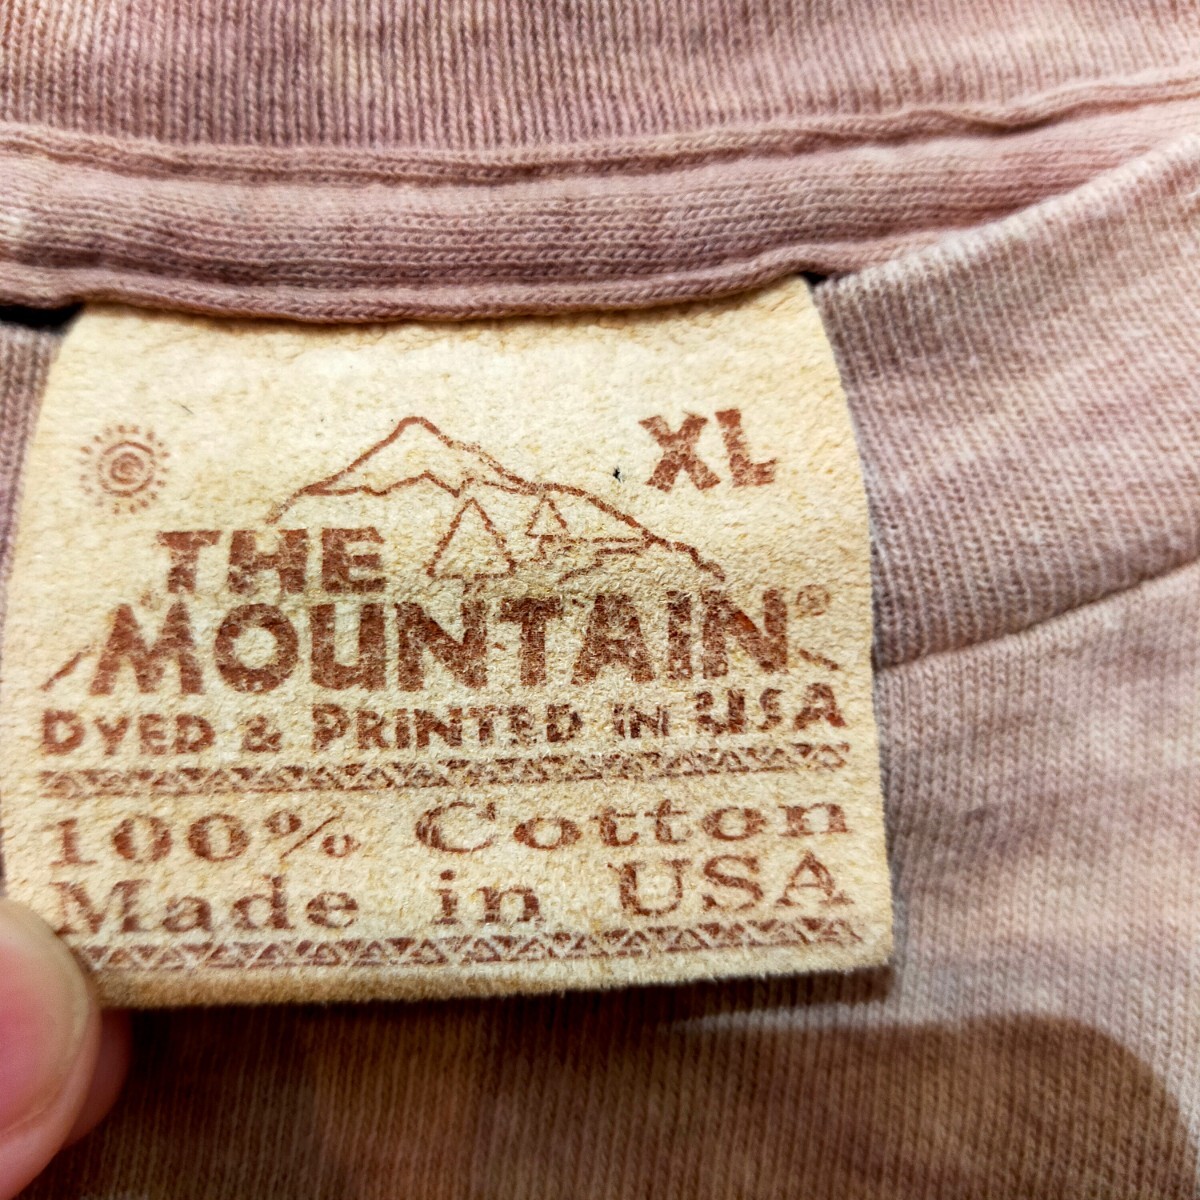 XL
THE
MOUNTAIN®
DYED & PRINTED IN USA
100% Cotton
Made in USA